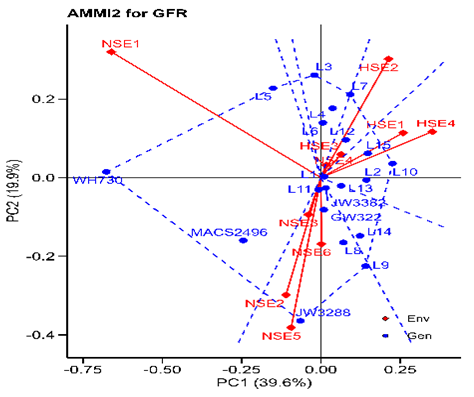 AMMI2 for GFR
NSE1
L3
HSE2
L5
L7
L4
L6 L12
HSE1
HSE4
HSE3
L15
L2
L10
WH730
L11
L13
JW3382
NSE3
GW322
MACS2496
L14
NSE6
L8
L9
NSE2
JW3288
NSE5
Env
Gen
0.2
0.0
-0.2
-0.4
PC2 (19.9%)
-0.75
-0.50
-0.25
0.00
0.25
PC1 (39.6%)